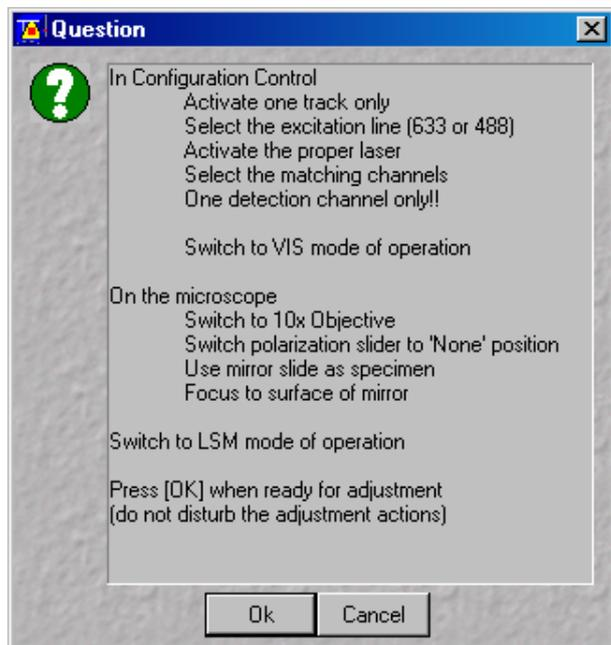 Question
In Configuration Control
Activate one track only
Select the excitation line (633 or 488)
Activate the proper laser
Select the matching channels
One detection channel only!!
Switch to VIS mode of operation
On the microscope
Switch to 10x Objective
Switch polarization slider to 'None' position
Use mirror slide as specimen
Focus to surface of mirror
Switch to LSM mode of operation
Press [OK] when ready for adjustment
(do not disturb the adjustment actions)
Ok
Cancel